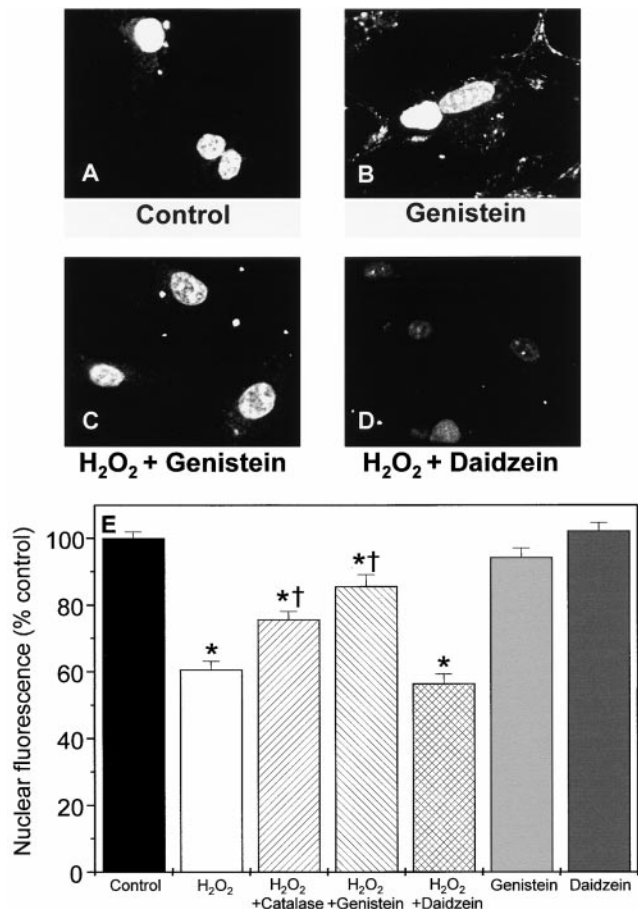 A
Control
B
Genistein
C
H₂O₂ + Genistein
D
H₂O₂ + Daidzein
E
Nuclear fluorescence (% control)
100
80
60
40
20
0
*
*†
*†
*
Control
H₂O₂
H₂O₂
+Catalase
H₂O₂
+Genistein
H₂O₂
+Daidzein
Genistein
Daidzein